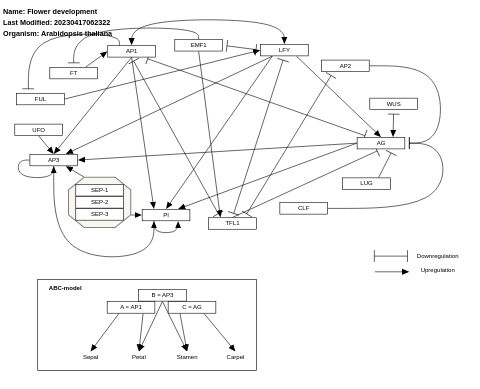 Name: Flower development
Last Modified: 20230417062322
Organism: Arabidopsis thaliana
EMF1
AP1
LFY
AP2
FT
FUL
WUS
UFO
AG
AP3
LUG
SEP-1
SEP-2
SEP-3
PI
CLF
TFL1
Downregulation
Upregulation
ABC-model
B = AP3
A = AP1
C = AG
Sepal
Petal
Stamen
Carpel